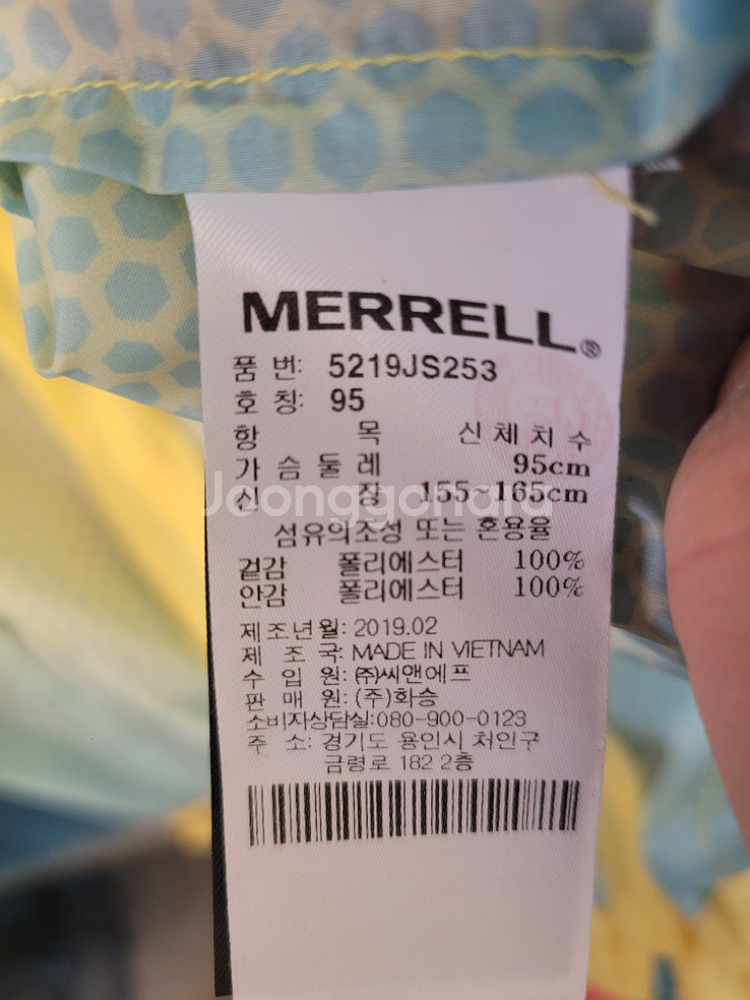 MERRELL®
품 번: 5219JS253
호 칭: 95
항 목 신 체 치 수
가 슴 둘 레 95cm
신 장 155~165cm
Joonggonara
섬유의조성 또는 혼용율
겉감 폴리에스터 100%
안감 폴리에스터 100%
제조년월: 2019.02
제 조 국: MADE IN VIETNAM
수 입 원: ㈜씨앤에프
판 매 원: (주)화승
소비자상담실:080-900-0123
주 소: 경기도 용인시 처인구
금령로 182 2층